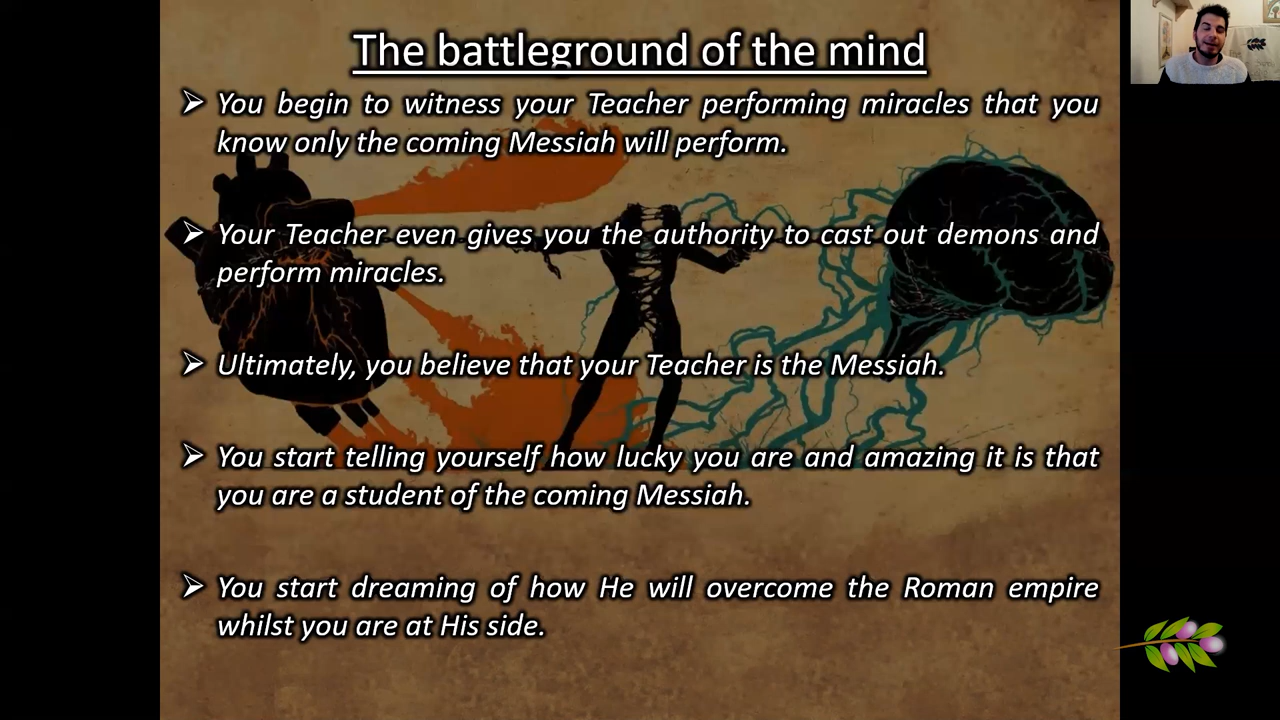 The battleground of the mind
➢ You begin to witness your Teacher performing miracles that you
know only the coming Messiah will perform.
➢ Your Teacher even gives you the authority to cast out demons and
perform miracles.
➢ Ultimately, you believe that your Teacher is the Messiah.
➢ You start telling yourself how lucky you are and amazing it is that
you are a student of the coming Messiah.
➢ You start dreaming of how He will overcome the Roman empire
whilst you are at His side.